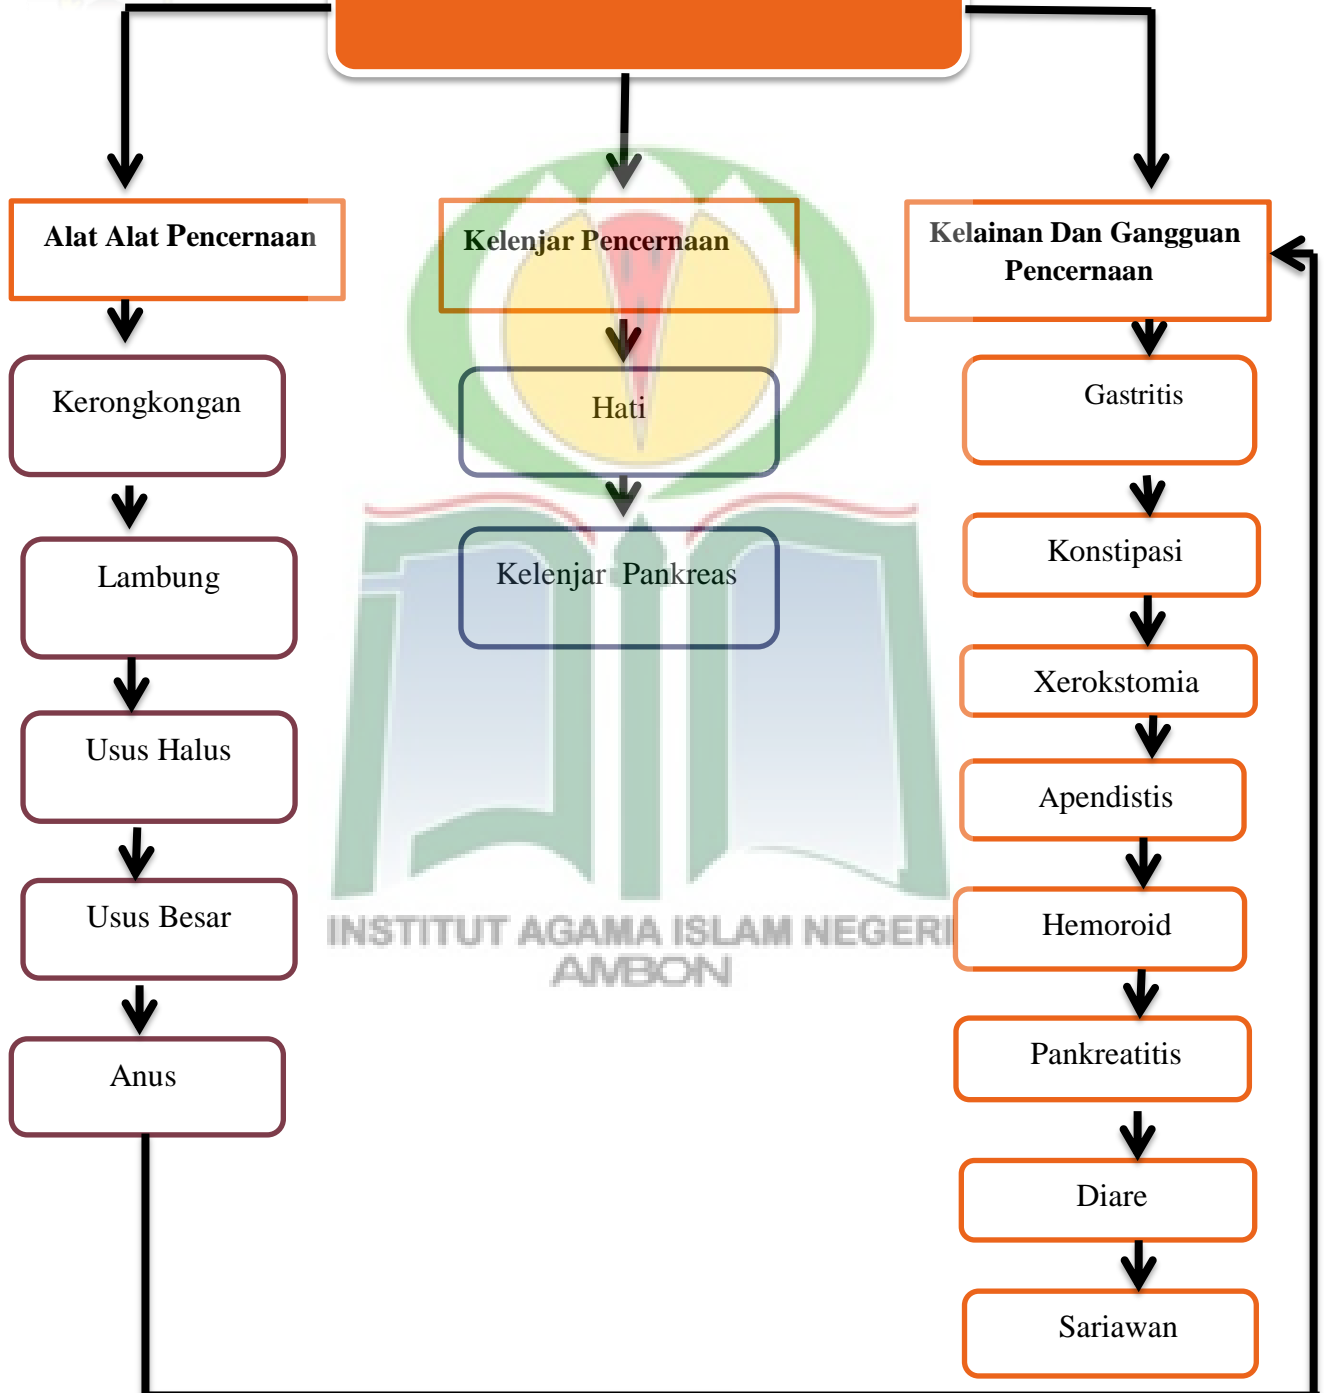 Alat Alat Pencernaan
Kerongkongan
Lambung
Usus Halus
Usus Besar
Anus
Kelenjar Pencernaan
Hati
Kelenjar Pankreas
Kelainan Dan Gangguan
Pencernaan
Gastritis
Konstipasi
Xerokstomia
Apendistis
Hemoroid
Pankreatitis
Diare
Sariawan
INSTITUT AGAMA ISLAM NEGERI
AMBON